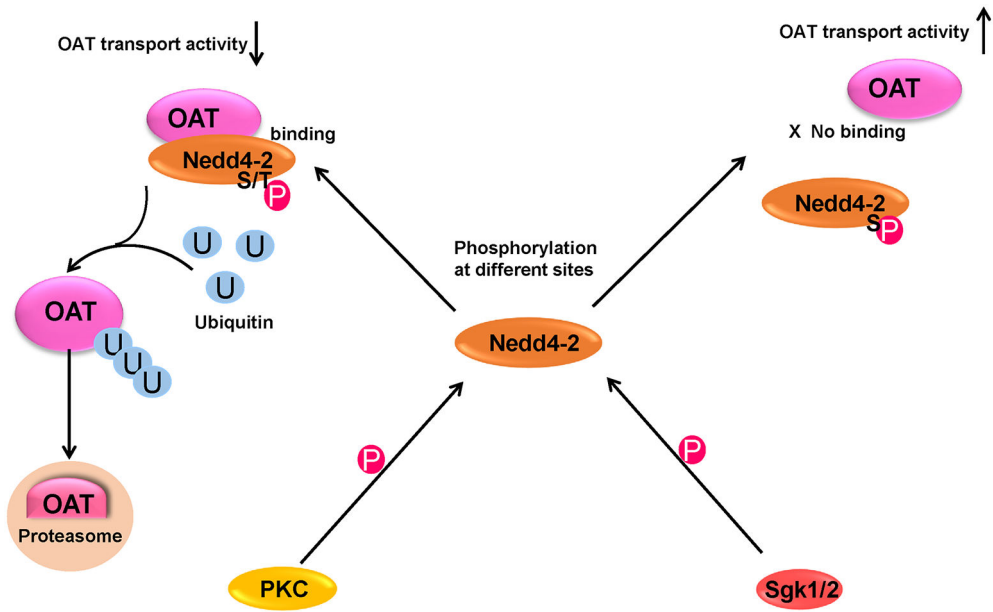 OAT transport activity
OAT
binding
Nedd4-2
S/T
P
U
U
U
Ubiquitin
OAT
U
U
U
OAT
Proteasome
OAT transport activity
OAT
X No binding
Nedd4-2
S
P
Phosphorylation
at different sites
Nedd4-2
P
P
PKC
Sgk1/2